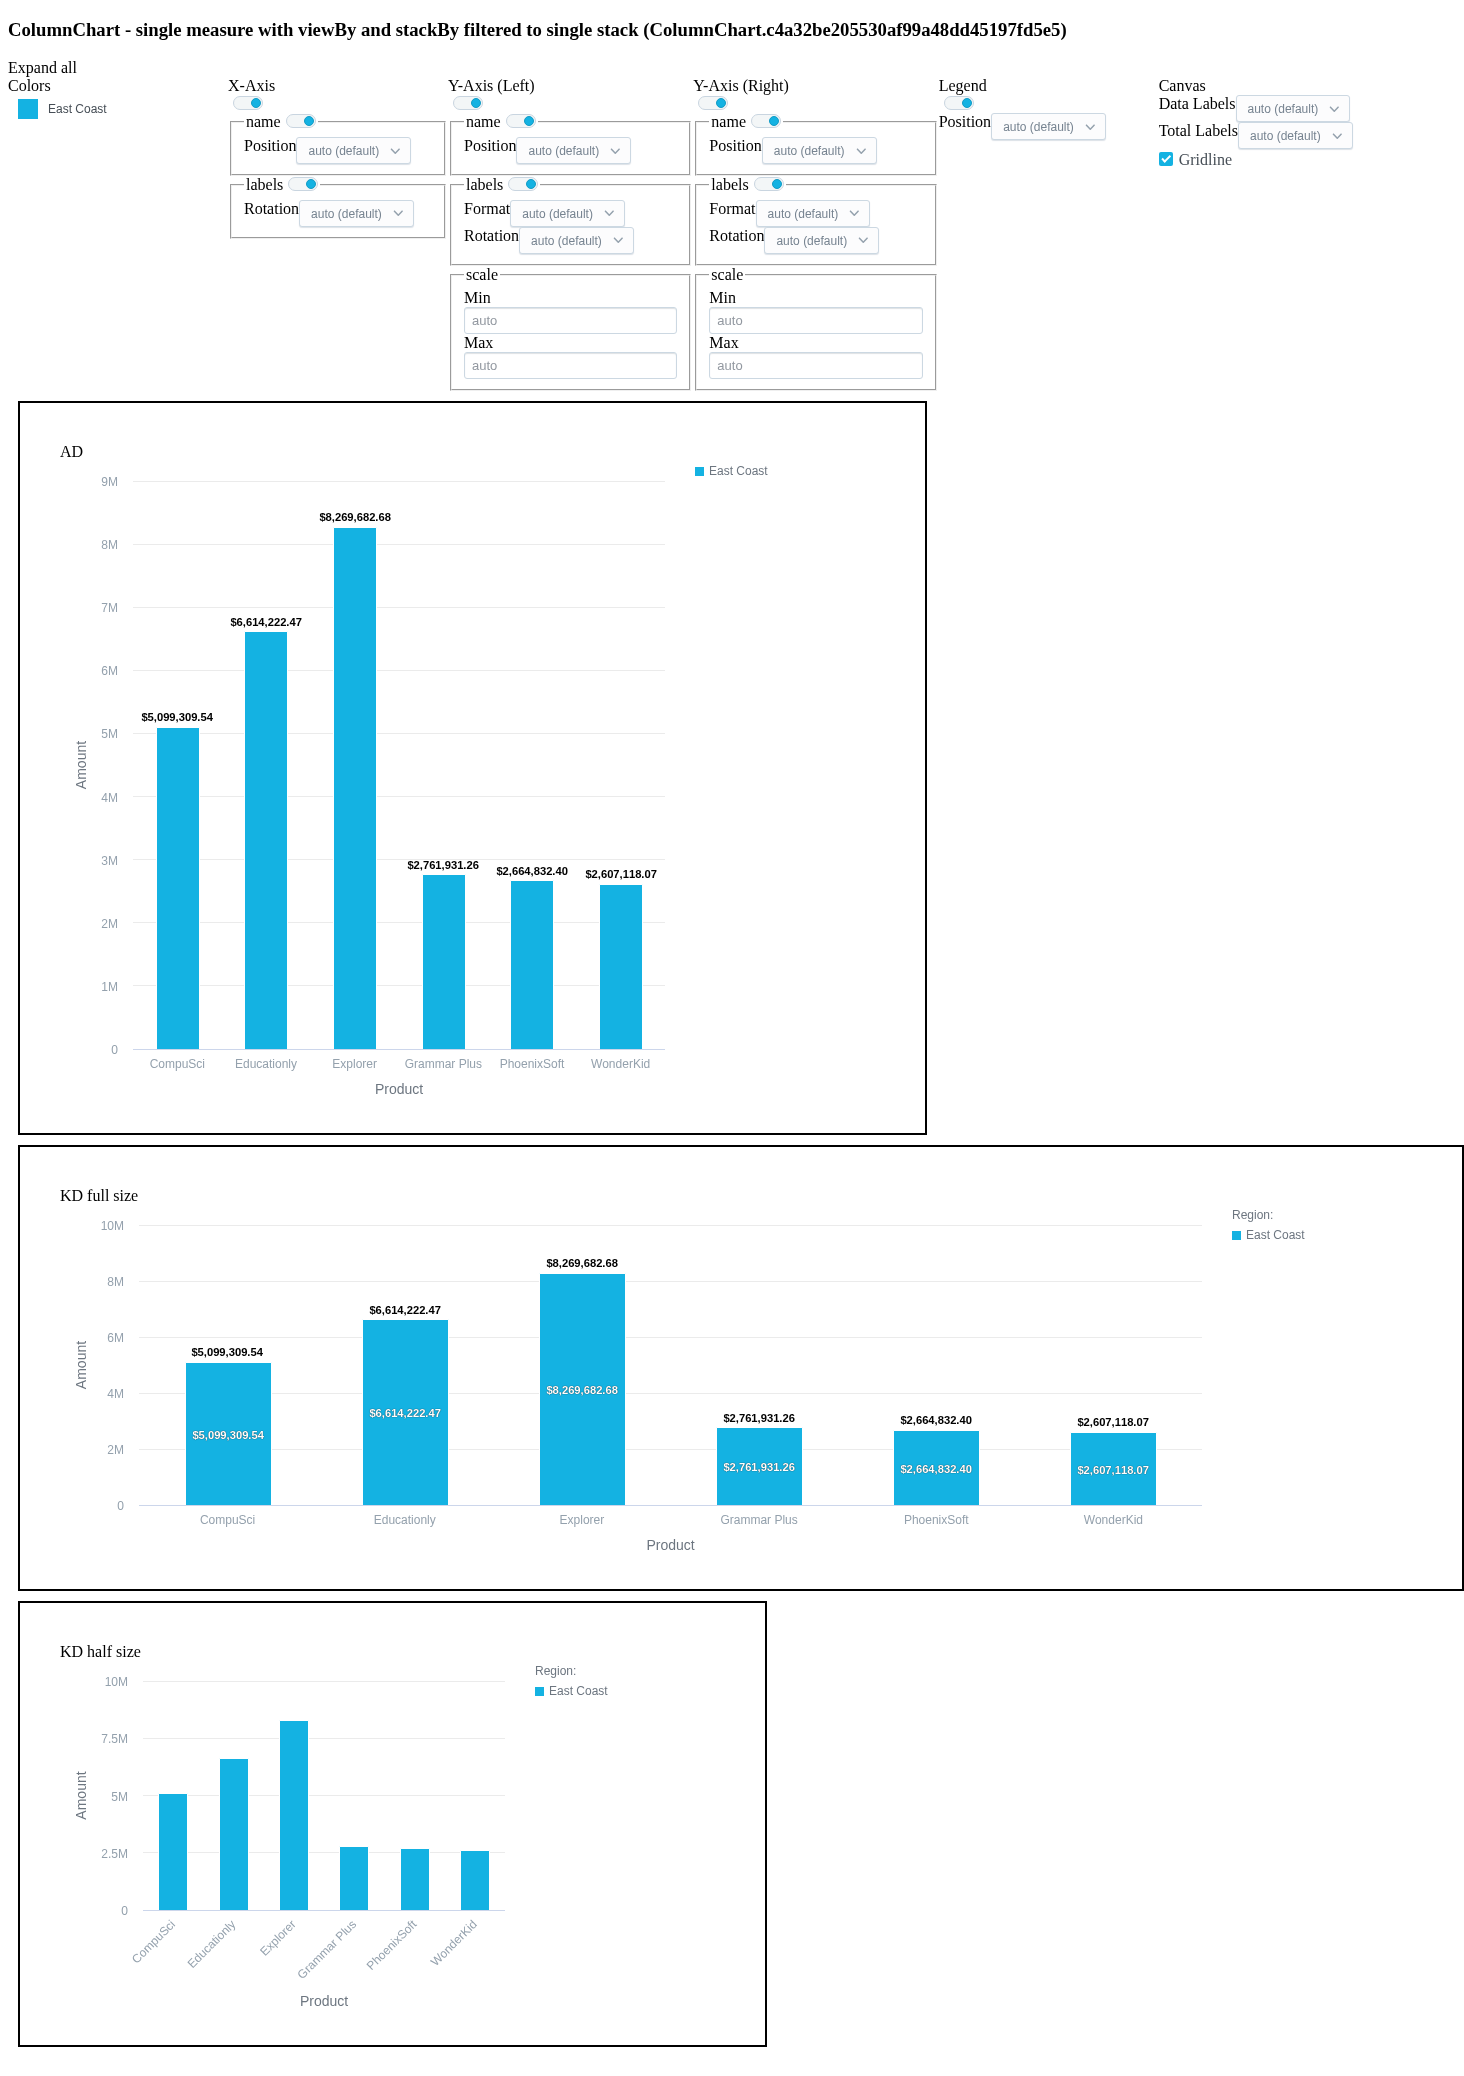 ColumnChart - single measure with viewBy and stackBy filtered to single stack (ColumnChart.c4a32be205530af99a48dd45197fd5e5)
Expand all
Colors
East Coast
X-Axis
name
Position auto (default)
labels
Rotation auto (default)
Y-Axis (Left)
name
Position auto (default)
labels
Format auto (default)
Rotation auto (default)
scale
Min
auto
Max
auto
Y-Axis (Right)
name
Position auto (default)
labels
Format auto (default)
Rotation auto (default)
scale
Min
auto
Max
auto
Legend
Position auto (default)
Canvas
Data Labels auto (default)
Total Labels auto (default)
Gridline
AD
East Coast
9M
8M
7M
6M
5M
4M
3M
2M
1M
0
Amount
$5,099,309.54
$6,614,222.47
$8,269,682.68
$2,761,931.26
$2,664,832.40
$2,607,118.07
CompuSci Educationly Explorer Grammar Plus PhoenixSoft WonderKid
Product
KD full size
Region:
East Coast
10M
8M
6M
4M
2M
0
Amount
$5,099,309.54
$6,614,222.47
$8,269,682.68
$2,761,931.26
$2,664,832.40
$2,607,118.07
$5,099,309.54
$6,614,222.47
$8,269,682.68
$2,761,931.26
$2,664,832.40
$2,607,118.07
CompuSci Educationly Explorer Grammar Plus PhoenixSoft WonderKid
Product
KD half size
Region:
East Coast
10M
7.5M
5M
2.5M
0
Amount
CompuSci Educationly Explorer Grammar Plus PhoenixSoft WonderKid
Product